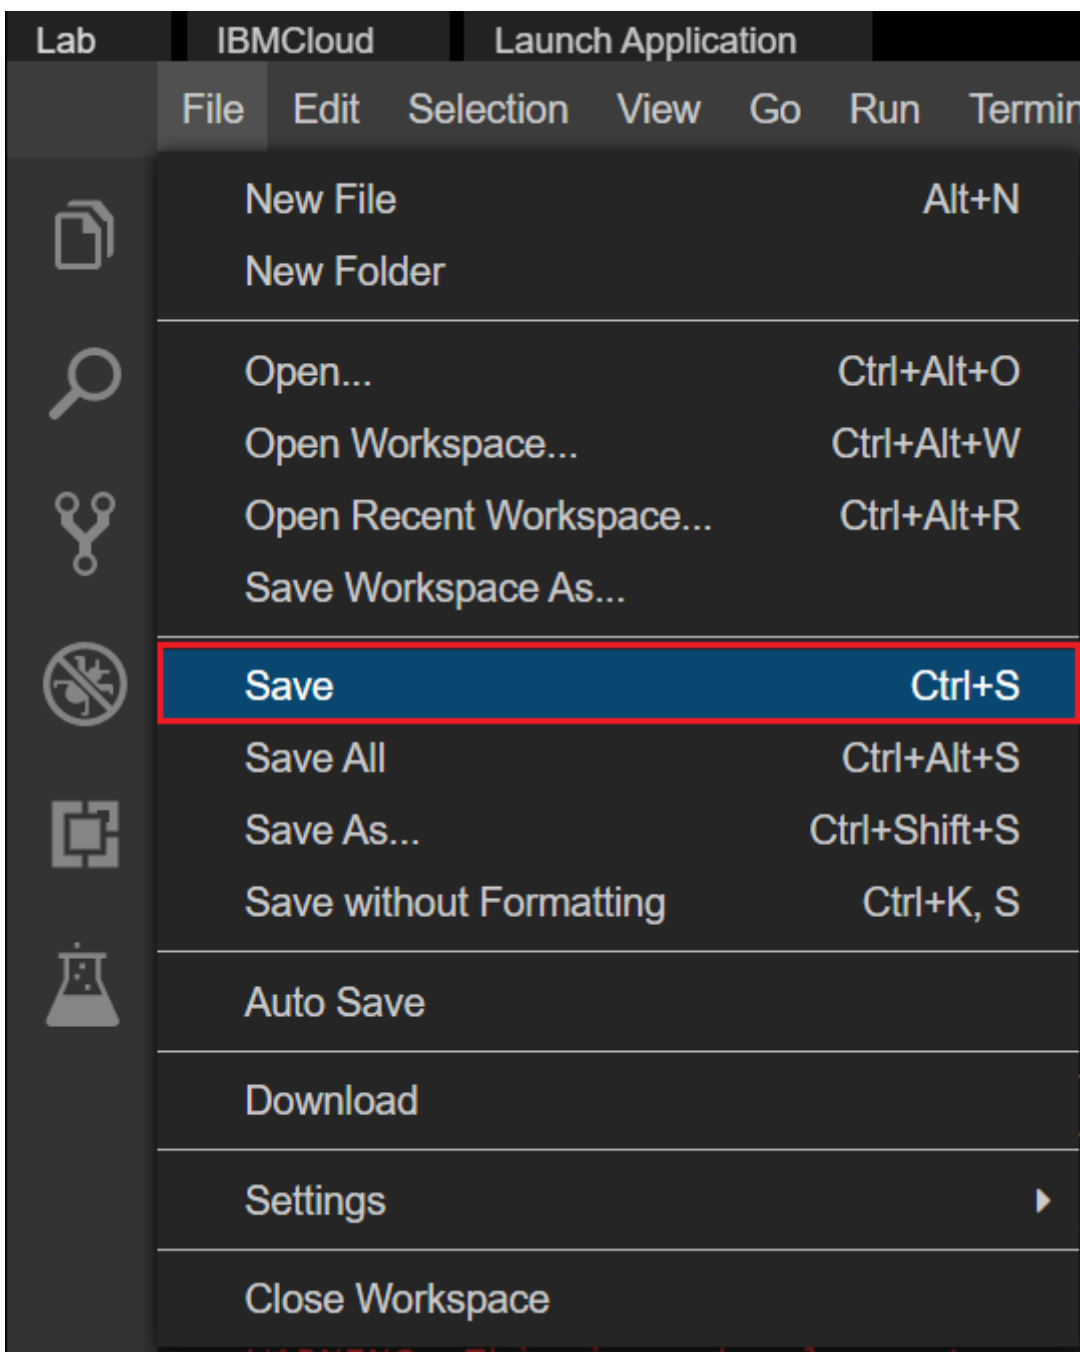 Lab IBMCloud Launch Application
File Edit Selection View Go Run Termin
New File Alt+N
New Folder
Open... Ctrl+Alt+O
Open Workspace... Ctrl+Alt+W
Open Recent Workspace... Ctrl+Alt+R
Save Workspace As...
Save Ctrl+S
Save All Ctrl+Alt+S
Save As... Ctrl+Shift+S
Save without Formatting Ctrl+K, S
Auto Save
Download
Settings
Close Workspace